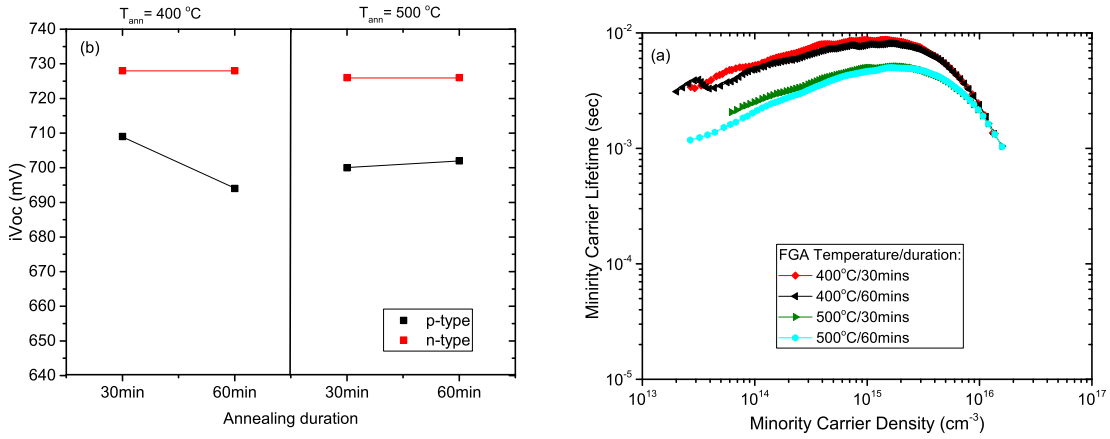 T_ann = 400 °C
T_ann = 500 °C
(b)
740
730
720
710
700
690
680
670
660
650
640
iVoc (mV)
p-type
n-type
30min
60min
30min
60min
Annealing duration
(a)
10^-2
10^-3
10^-4
10^-5
Minirity Carrier Lifetime (sec)
FGA Temperature/duration:
400°C/30mins
400°C/60mins
500°C/30mins
500°C/60mins
10^13
10^14
10^15
10^16
10^17
Minority Carrier Density (cm^-3)